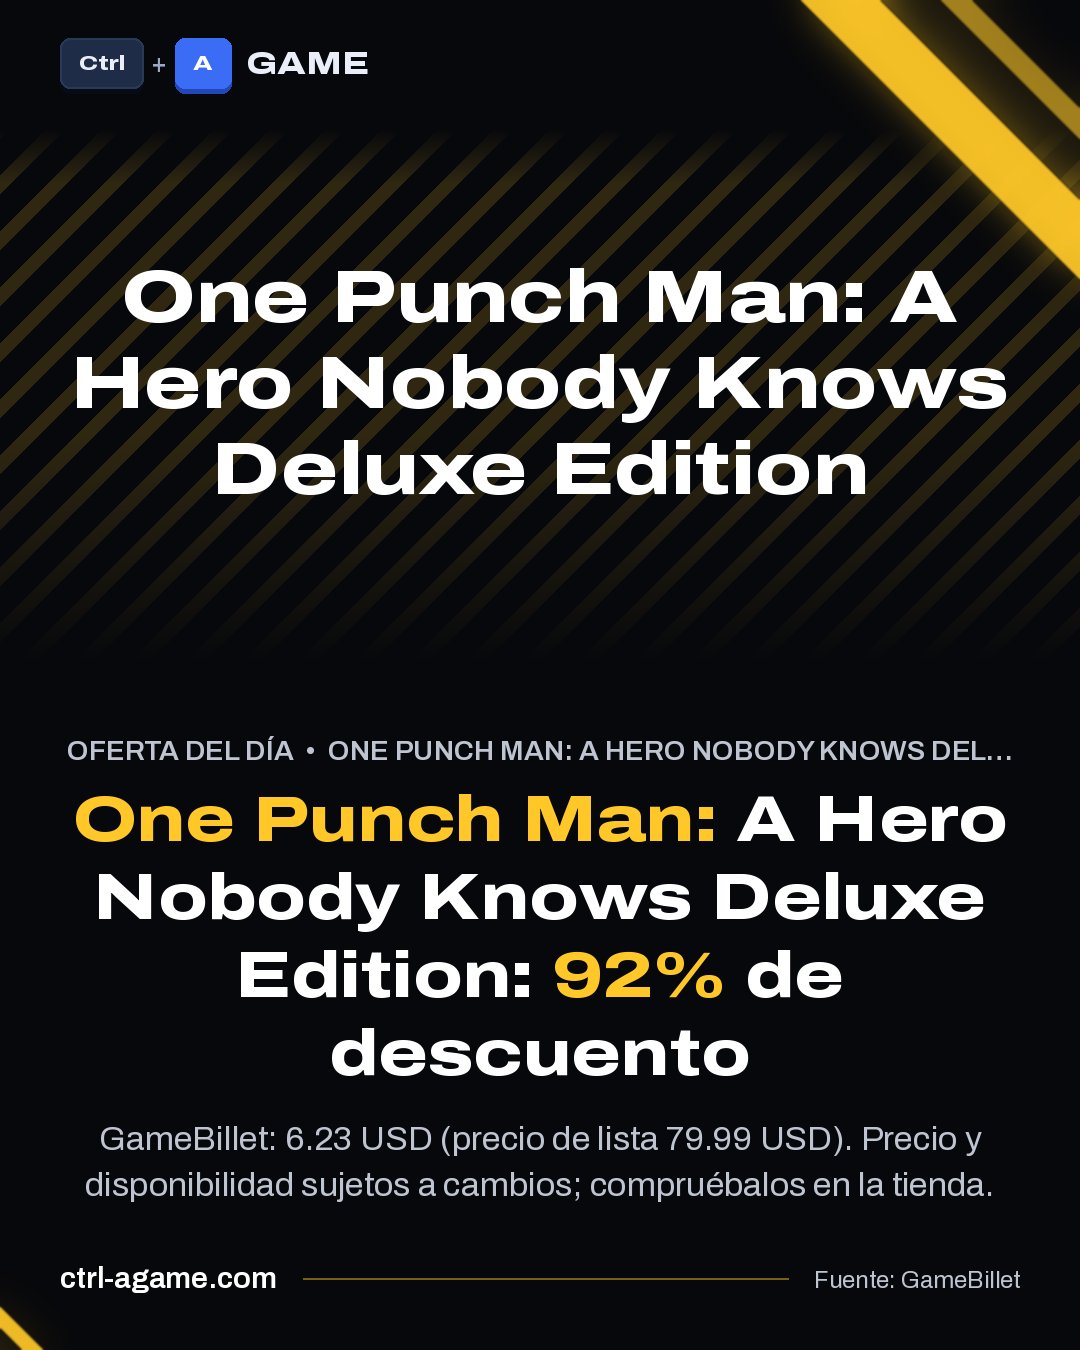 Ctrl + A GAME
One Punch Man: A
Hero Nobody Knows
Deluxe Edition
OFERTA DEL DÍA • ONE PUNCH MAN: A HERO NOBODY KNOWS DEL...
One Punch Man: A Hero
Nobody Knows Deluxe
Edition: 92% de
descuento
GameBillet: 6.23 USD (precio de lista 79.99 USD). Precio y
disponibilidad sujetos a cambios; compruébalos en la tienda.
ctrl-agame.com
Fuente: GameBillet